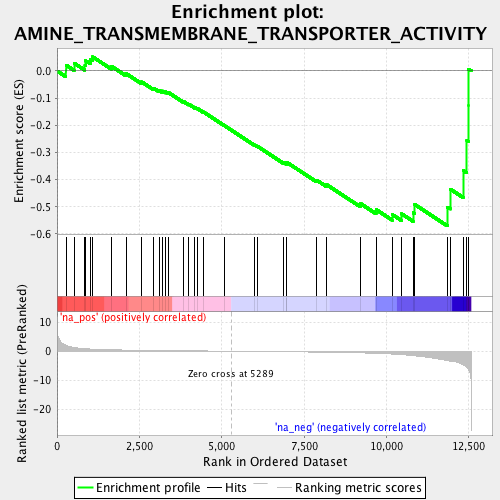 Enrichment plot:
AMINE_TRANSMEMBRANE_TRANSPORTER_ACTIVITY
Enrichment score (ES)
0.0
-0.1
-0.2
-0.3
-0.4
-0.5
-0.6
'na_pos' (positively correlated)
Ranked list metric (PreRanked)
10
5
0
-5
-10
-15
-20
Zero cross at 5289
'na_neg' (negatively correlated)
0
2,500
5,000
7,500
10,000
12,500
Rank in Ordered Dataset
Enrichment profile
Hits
Ranking metric scores